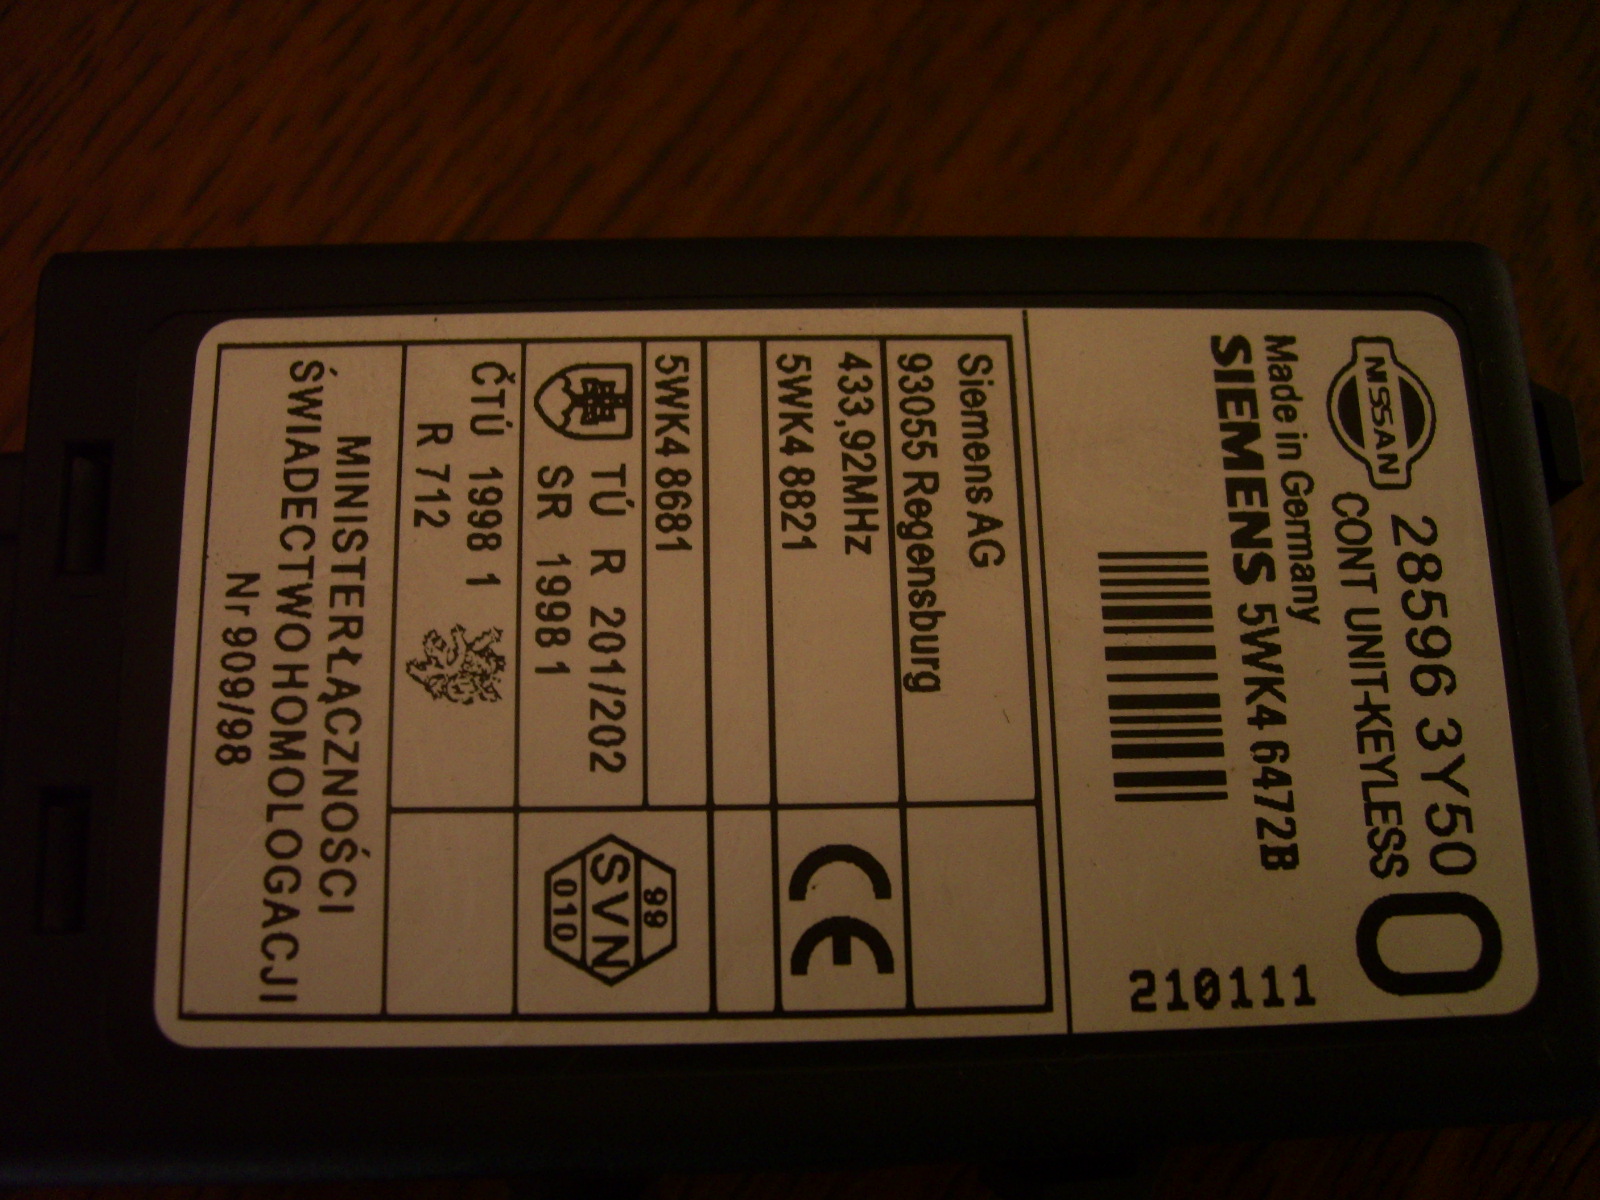 NISSAN
28596 3Y500
CONT UNIT-KEYLESS
Made in Germany
SIEMENS 5WK4 6472B
210111
Siemens AG
93055 Regensburg
433,92MHz
5WK4 8821
CE
5WK4 8681
TÚ R 201/202
SR 1998 1
98
SVN
010
ČTÚ 1998 1
R 712
MINISTER ŁĄCZNOŚCI
ŚWIADECTWO HOMOLOGACJI
Nr 909/98